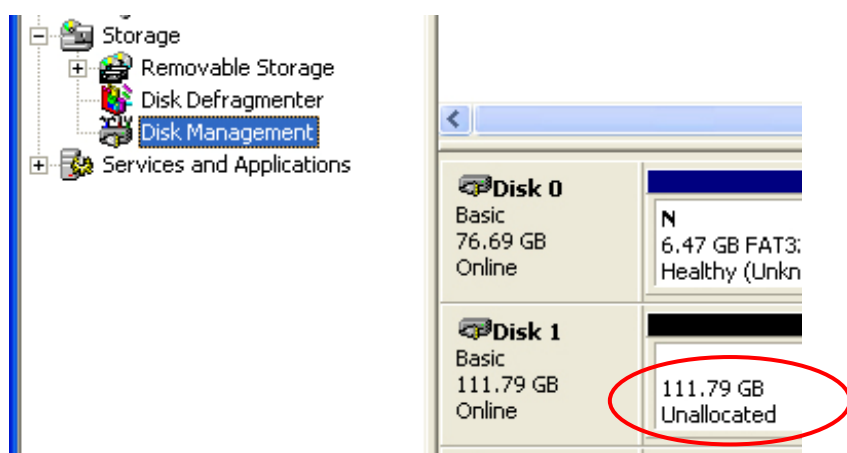 Storage
Removable Storage
Disk Defragmenter
Disk Management
Services and Applications
Disk 0
Basic
76.69 GB
Online
N
6.47 GB FAT32
Healthy (Unkn
Disk 1
Basic
111.79 GB
Online
111.79 GB
Unallocated